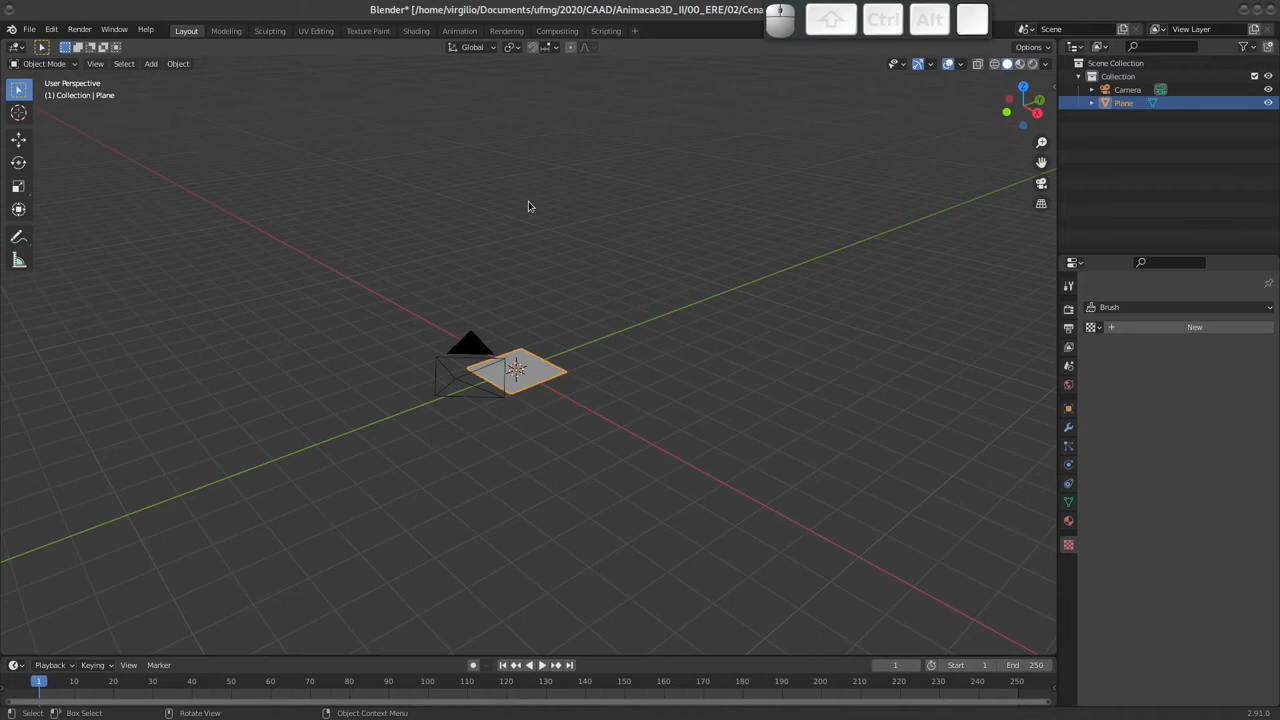 Blender* [/home/virgilio/Documents/ufmg/2020/CAAD/Animacao3D_II/00_ERE/02/Cena
Ctrl Alt
File Edit Render Window Help Layout Modeling Sculpting UV Editing Texture Paint Shading Animation Rendering Compositing Scripting + Scene View Layer
Global Options
Object Mode View Select Add Object
User Perspective
(1) Collection | Plane
Z Y X
Scene Collection
Collection
Camera
Plane
Brush
+ New
Playback Keying View Marker 1 Start 1 End 250
1 10 20 30 40 50 60 70 80 90 100 110 120 130 140 150 160 170 180 190 200 210 220 230 240 250
Select Box Select Rotate View Object Context Menu 2.91.0